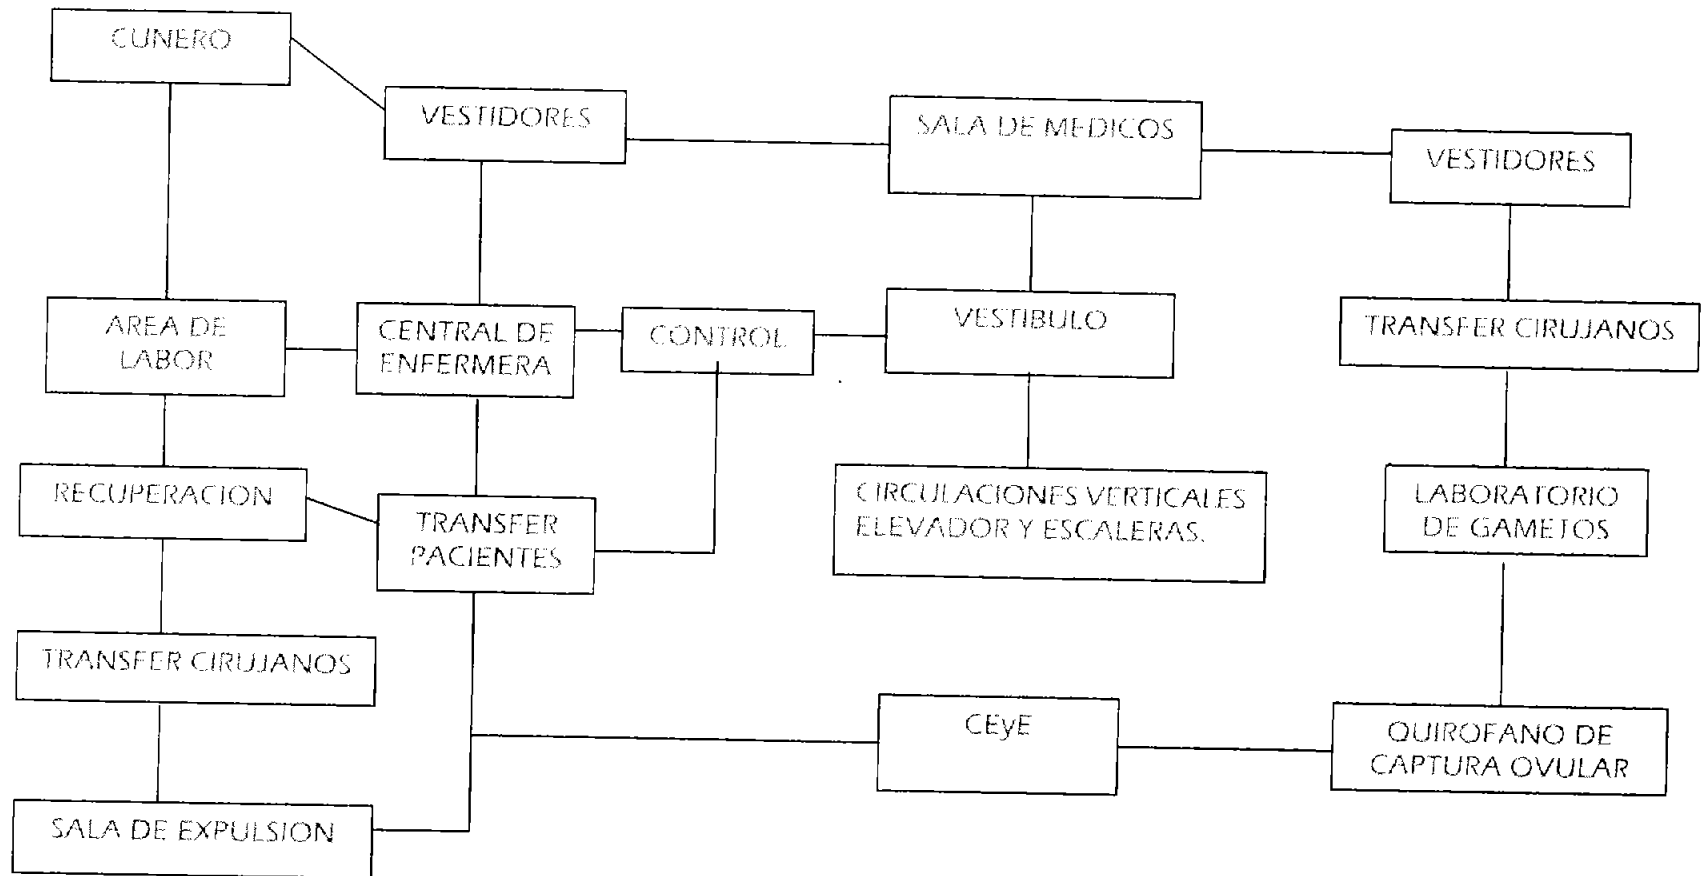 CUNERO
VESTIDORES
SALA DE MEDICOS
VESTIDORES
AREA DE
LABOR
CENTRAL DE
ENFERMERA
CONTROL
VESTIBULO
TRANSFER CIRUJANOS
RECUPERACION
TRANSFER
PACIENTES
CIRCULACIONES VERTICALES
ELEVADOR Y ESCALERAS.
LABORATORIO
DE GAMETOS
TRANSFER CIRUJANOS
CEyE
QUIROFANO DE
CAPTURA OVULAR
SALA DE EXPULSION